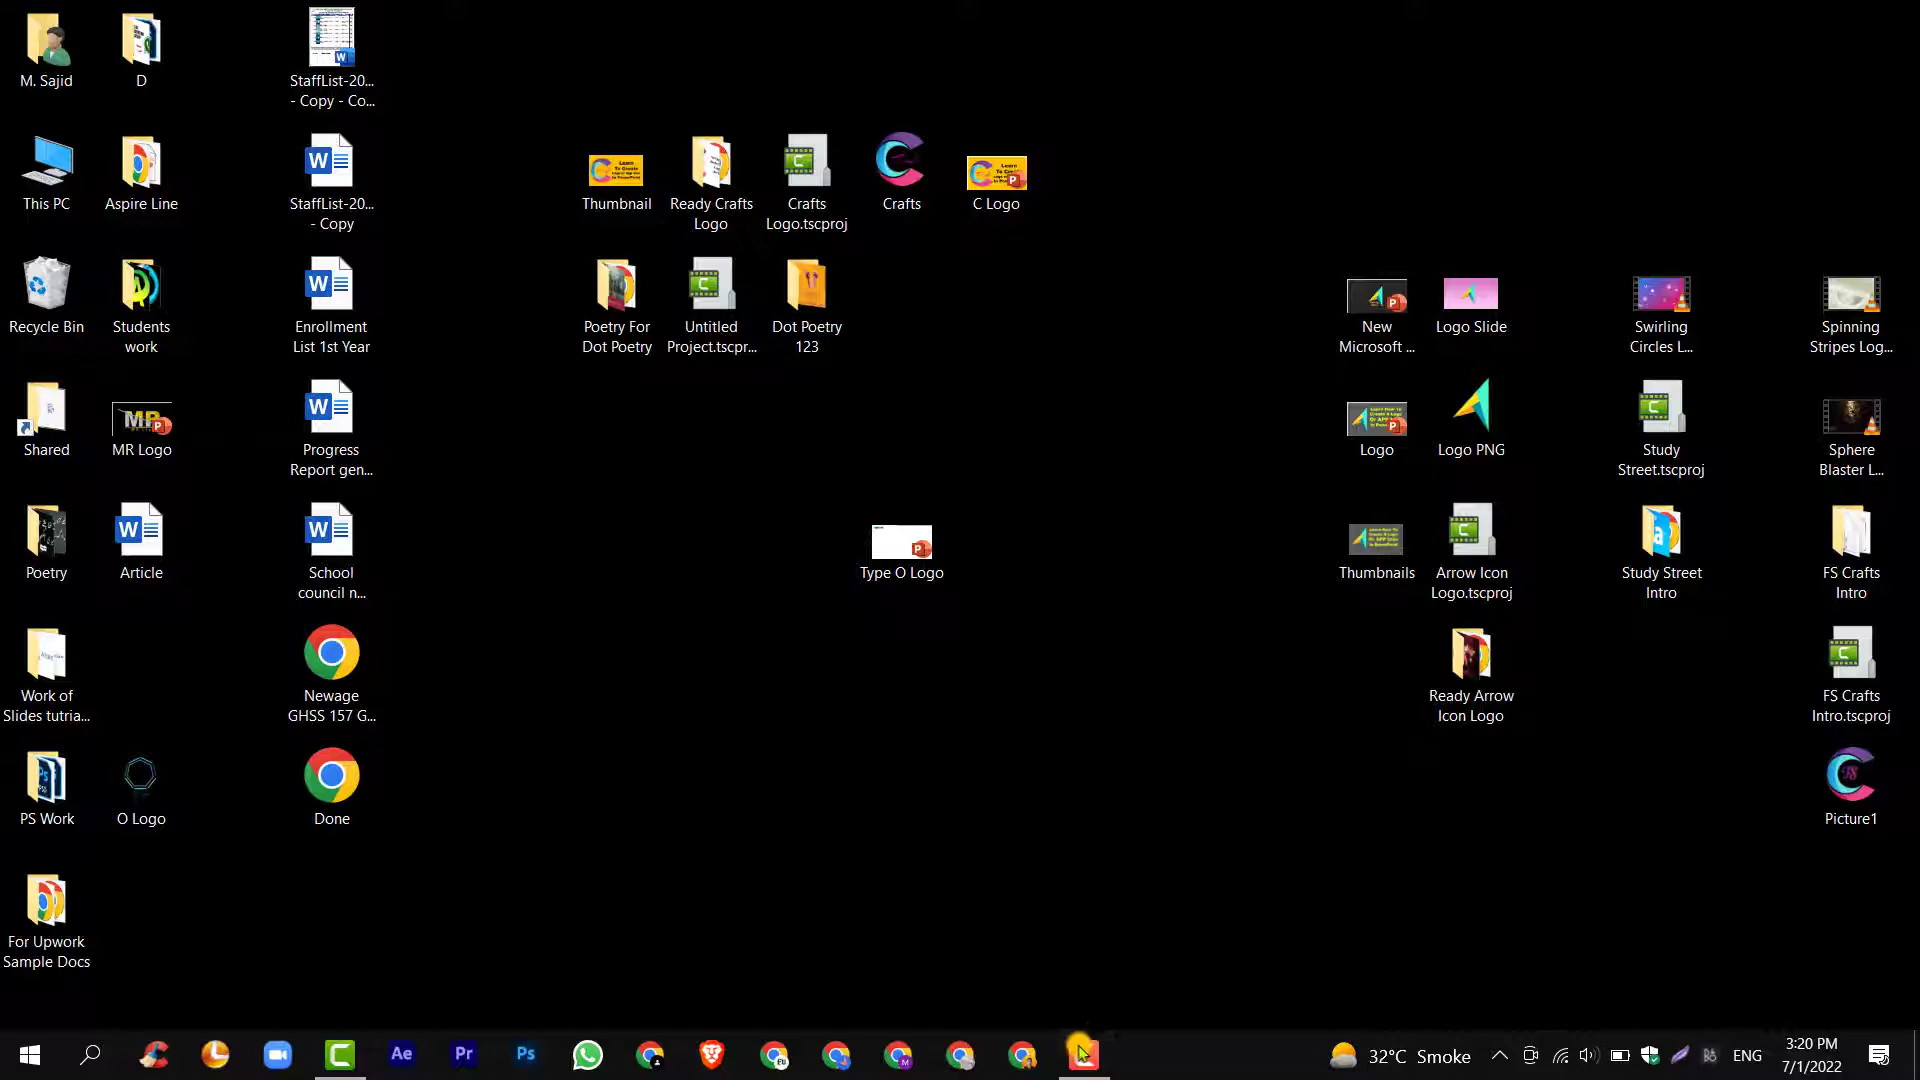 M. Sajid
D
StaffList-20...
- Copy - Co...
This PC
Aspire Line
StaffList-20...
- Copy
Thumbnail
Ready Crafts
Logo
Crafts
Logo.tscproj
Crafts
C Logo
Recycle Bin
Students
work
Enrollment
List 1st Year
Poetry For
Dot Poetry
Untitled
Project.tscpr...
Dot Poetry
123
New
Microsoft ...
Logo Slide
Swirling
Circles L...
Spinning
Stripes Log...
Shared
MR Logo
Progress
Report gen...
Logo
Logo PNG
Study
Street.tscproj
Sphere
Blaster L...
Poetry
Article
School
council n...
Type O Logo
Thumbnails
Arrow Icon
Logo.tscproj
Study Street
Intro
FS Crafts
Intro
Work of
Slides tutria...
Newage
GHSS 157 G...
Ready Arrow
Icon Logo
FS Crafts
Intro.tscproj
PS Work
O Logo
Done
Picture1
For Upwork
Sample Docs
Ae
Pr
Ps
32°C Smoke
ENG
3:20 PM
7/1/2022